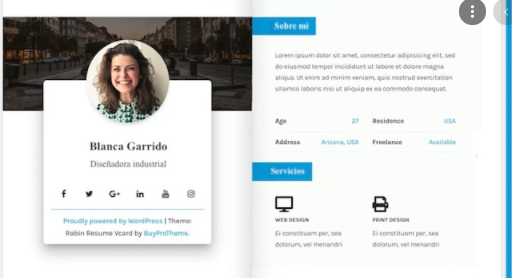 Blanca Garrido
Diseñadora industrial
G+ in You
Proudly powered by WordPress | Theme:
Rabin Resume Vcard by BuyProTheme.
Sobre mi
Lorem ipsum dolor sit amet, consectetur adipisicing elit, sed
do eiusmod tempor incididunt ut labore et dolore magna
aliqua. Ut enim ad minim veniam, quis nostrud exercitation
ullamco laboris nisi ut aliquip ex ea commodo consequat.
Age 27 Residence USA
Address Arizona, USA Freelance Available
Servicios
WEB DESIGN PRINT DESIGN
Ei constituam per, sea Ei constituam per, sea
dolorum, vel menandri dolorum, vel menandri